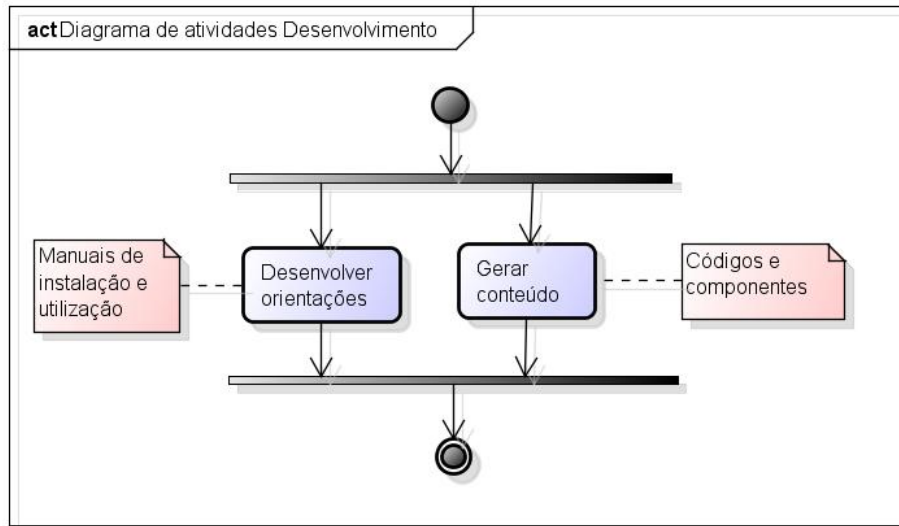 act Diagrama de atividades Desenvolvimento
Manuais de
instalação e
utilização
Desenvolver
orientações
Gerar
conteúdo
Códigos e
componentes